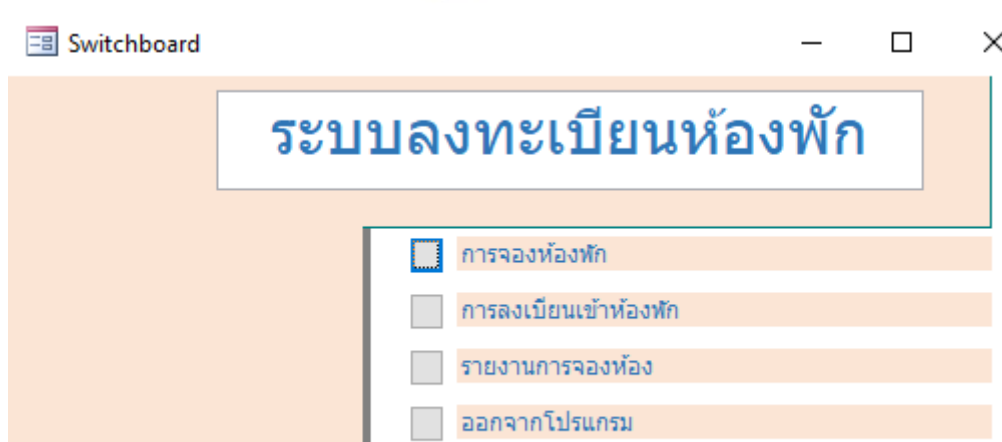 Switchboard
ระบบลงทะเบียนห้องพัก
การจองห้องพัก
การลงเบียนเข้าห้องพัก
รายงานการจองห้อง
ออกจากโปรแกรม